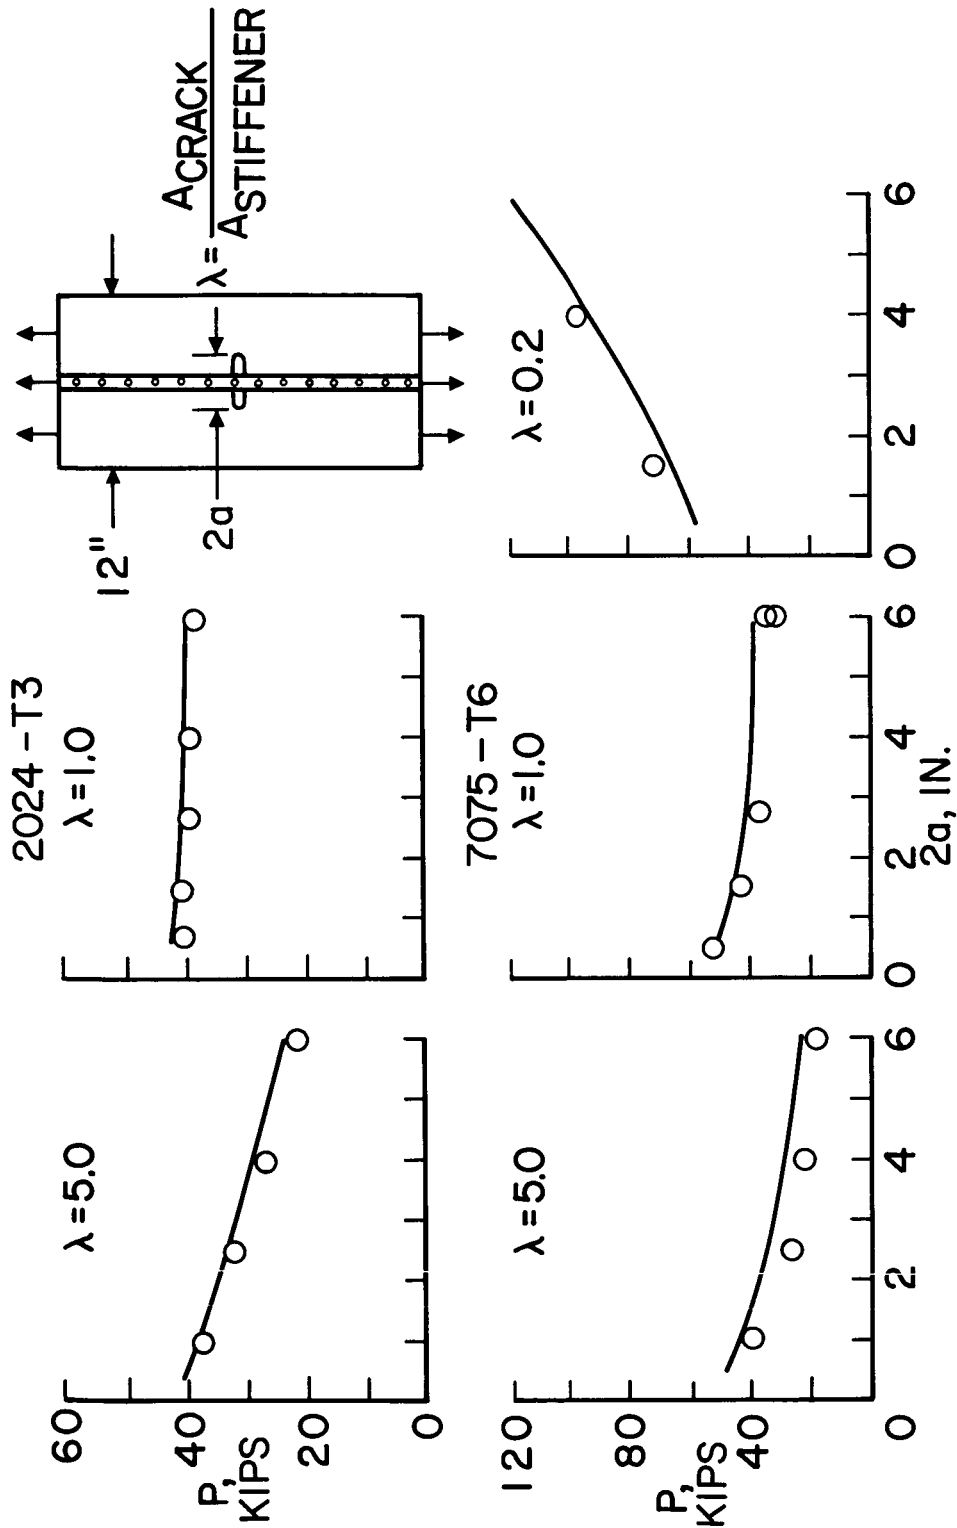 2024-T3
λ=5.0
λ=1.0
12"
2a
λ= ACRACK
ASTIFFENER
60
40
20
0
P,
KIPS
7075-T6
λ=5.0
λ=1.0
λ=0.2
120
80
40
0
P,
KIPS
0 2 4 6
0 2 4 6
0 2 4 6
2a, IN.